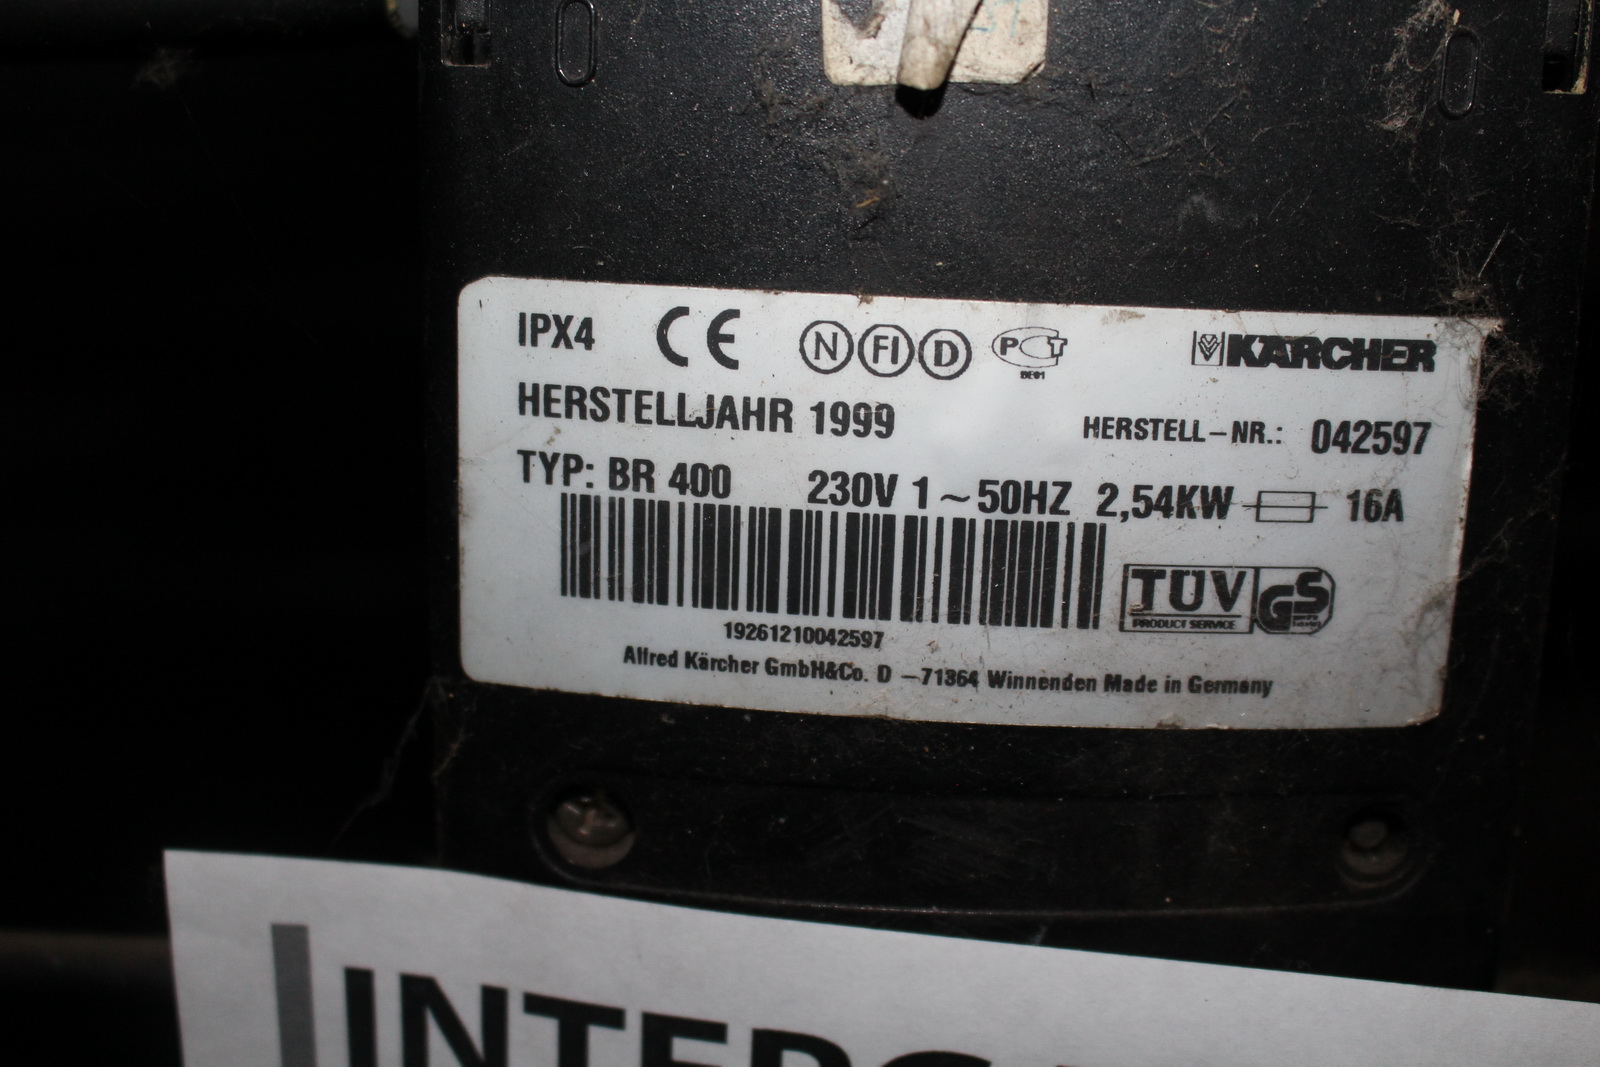 IPX4 CE N FI D PCT BE01 KÄRCHER
HERSTELLJAHR 1999 HERSTELL-NR.: 042597
TYP: BR 400 230V 1~50HZ 2,54KW 16A
TÜV PRODUCT SERVICE GS
19261210042597
Alfred Kärcher GmbH&Co. D -71364 Winnenden Made in Germany